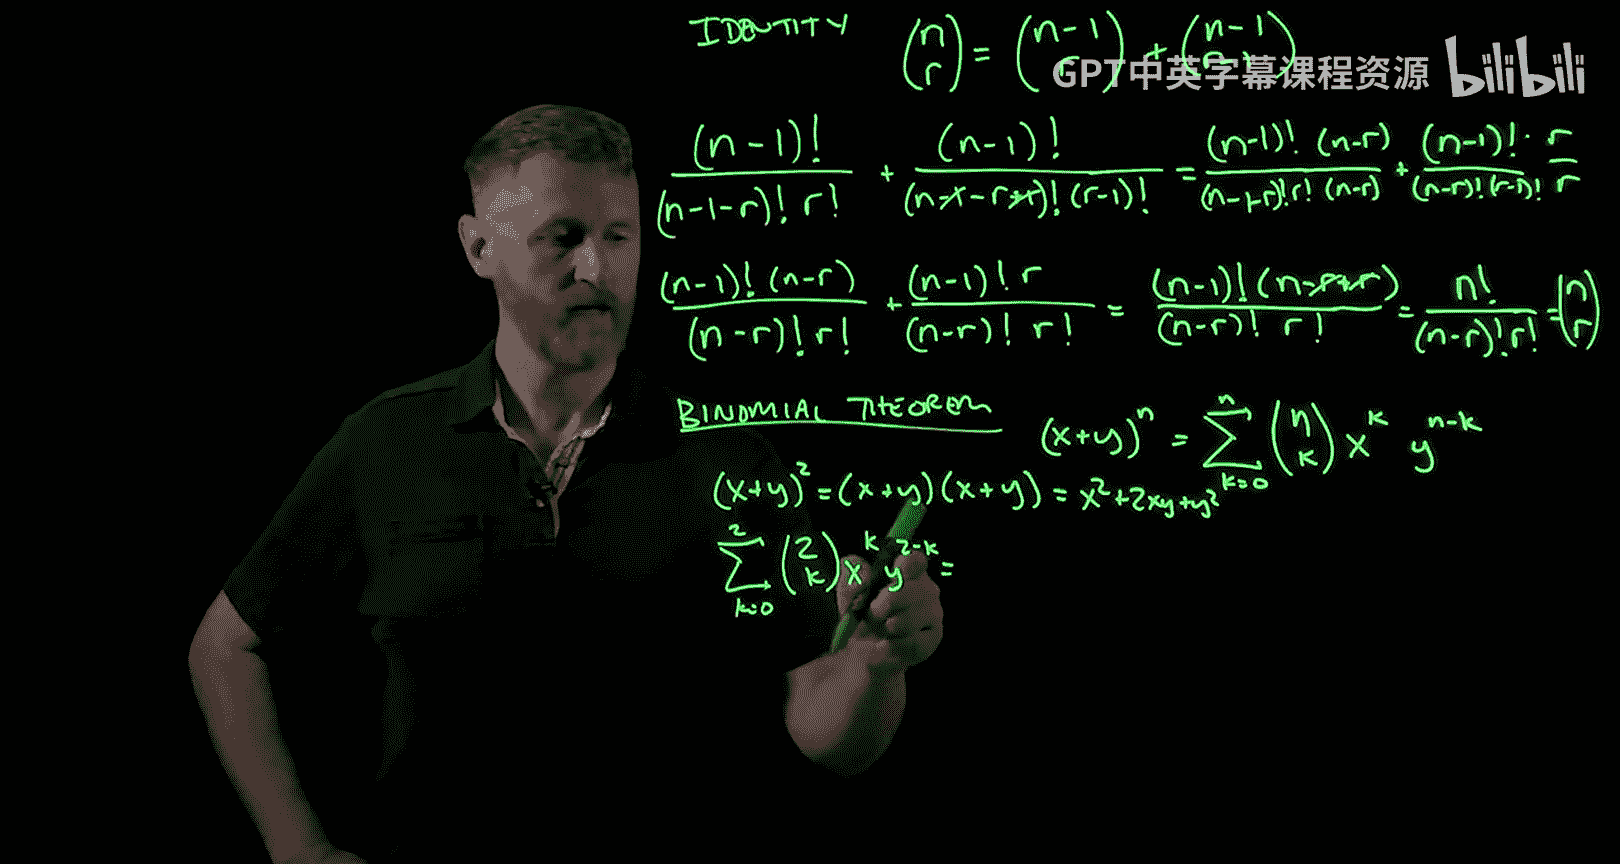 IDENTITY (n r) = (n-1 r) + (n-1
GPT中英字幕课程资源 bilibili
(n-1)! / (n-1-r)! r! + (n-1)! / (n-1-r+1)! (r-1)! = (n-1)! (n-r) / (n-1-r)! r! (n-r) + (n-1)! · r / (n-r)! (r-1)! r
(n-1)! (n-r) / (n-r)! r! + (n-1)! r / (n-r)! r! = (n-1)! (n-r+r) / (n-r)! r! = n! / (n-r)! r! = (n r)
BINOMIAL THEOREM (x+y)^n = Σ_{k=0}^{n} (n k) x^k y^{n-k}
(x+y)^2 = (x+y)(x+y) = x^2+2xy+y^2
Σ_{k=0}^{2} (2 k) x^k y^{2-k} =